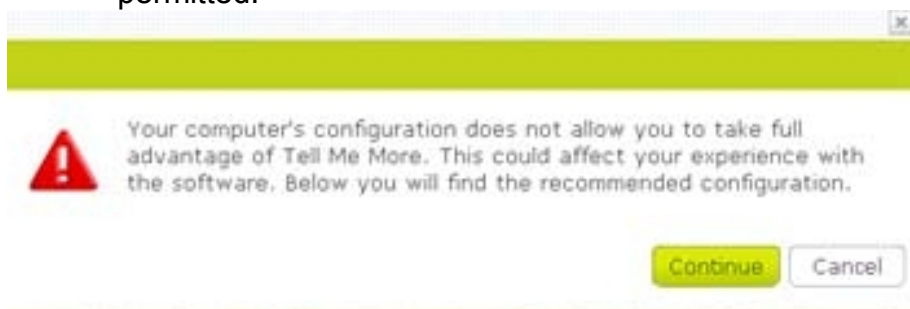 permitted.
Your computer's configuration does not allow you to take full
advantage of Tell Me More. This could affect your experience with
the software. Below you will find the recommended configuration.
Continue Cancel